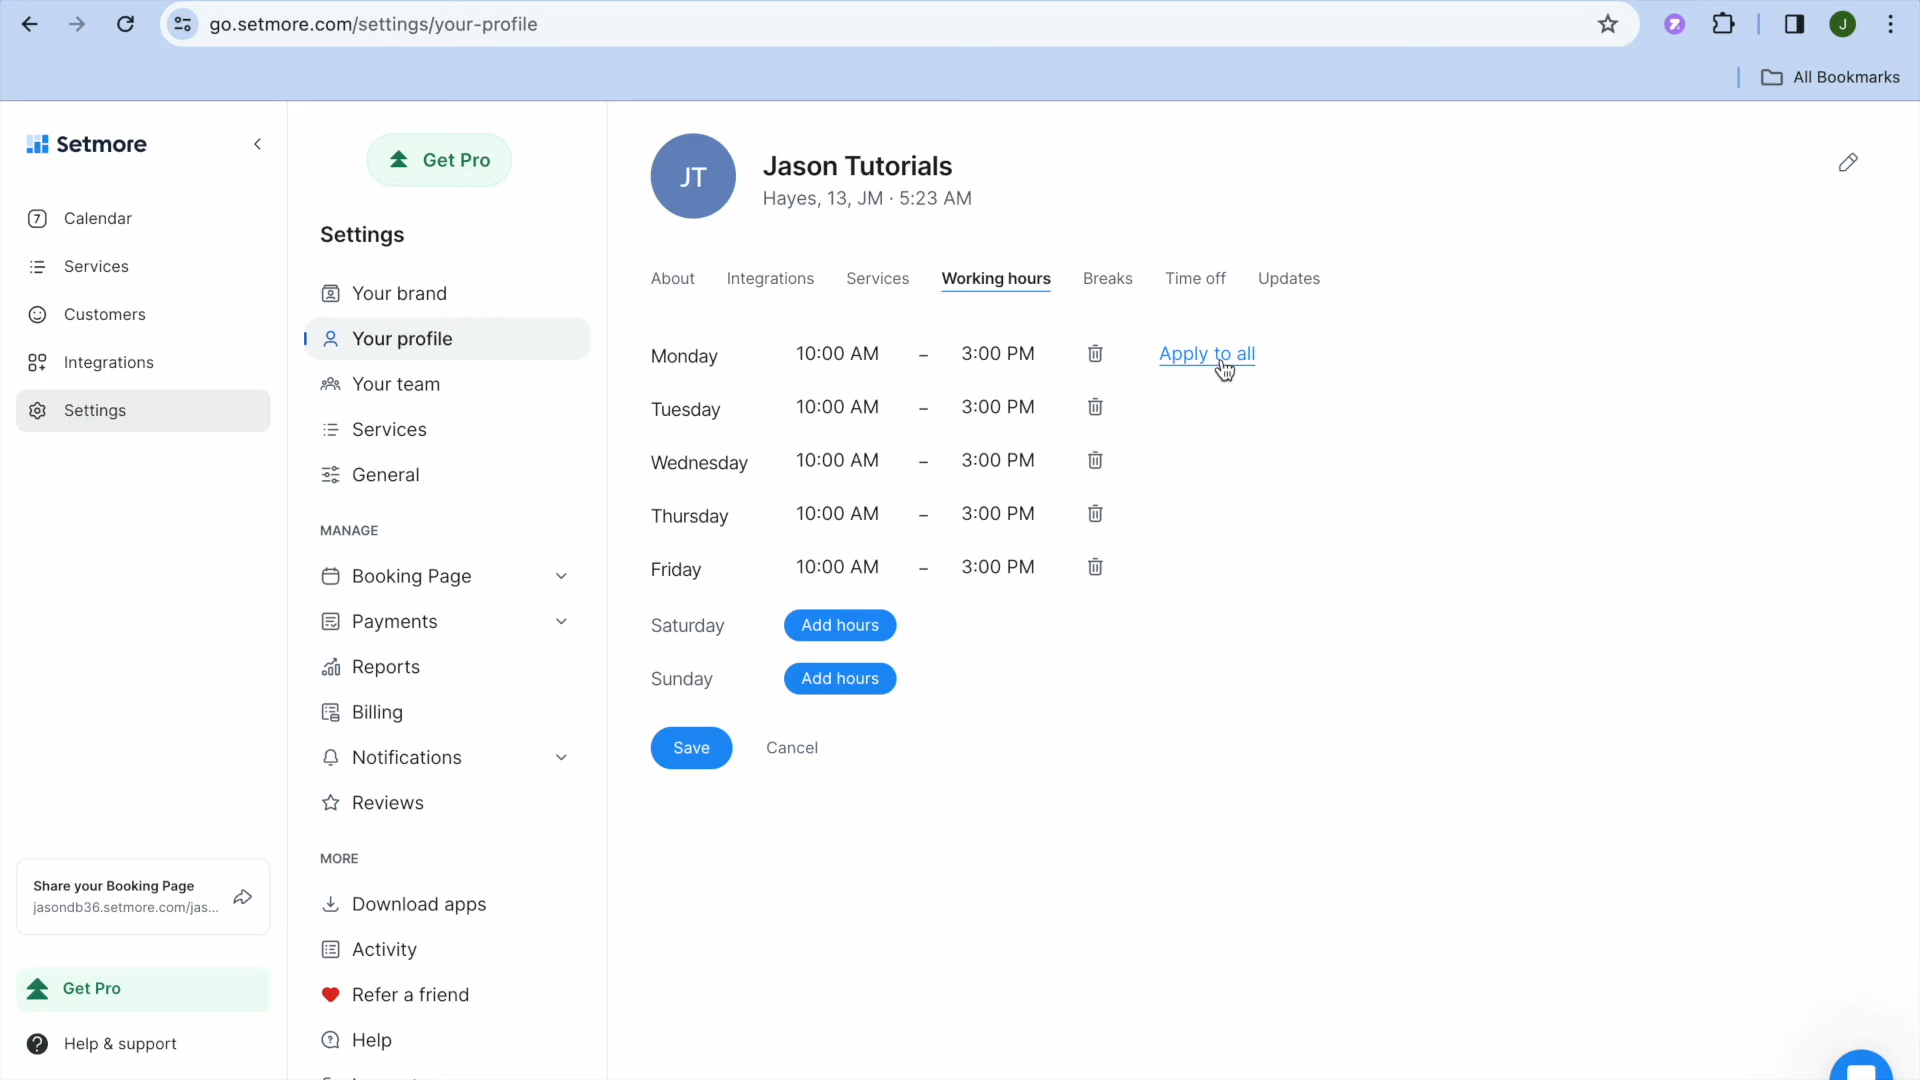 go.setmore.com/settings/your-profile
J
All Bookmarks
Setmore
7 Calendar
Services
Customers
Integrations
Settings
Share your Booking Page
jasondb36.setmore.com/jas...
Get Pro
? Help & support
Get Pro
Settings
Your brand
Your profile
Your team
Services
General
MANAGE
Booking Page
Payments
Reports
Billing
Notifications
Reviews
MORE
Download apps
Activity
Refer a friend
? Help
JT
Jason Tutorials
Hayes, 13, JM · 5:23 AM
About Integrations Services Working hours Breaks Time off Updates
Monday 10:00 AM – 3:00 PM Apply to all
Tuesday 10:00 AM – 3:00 PM
Wednesday 10:00 AM – 3:00 PM
Thursday 10:00 AM – 3:00 PM
Friday 10:00 AM – 3:00 PM
Saturday Add hours
Sunday Add hours
Save Cancel